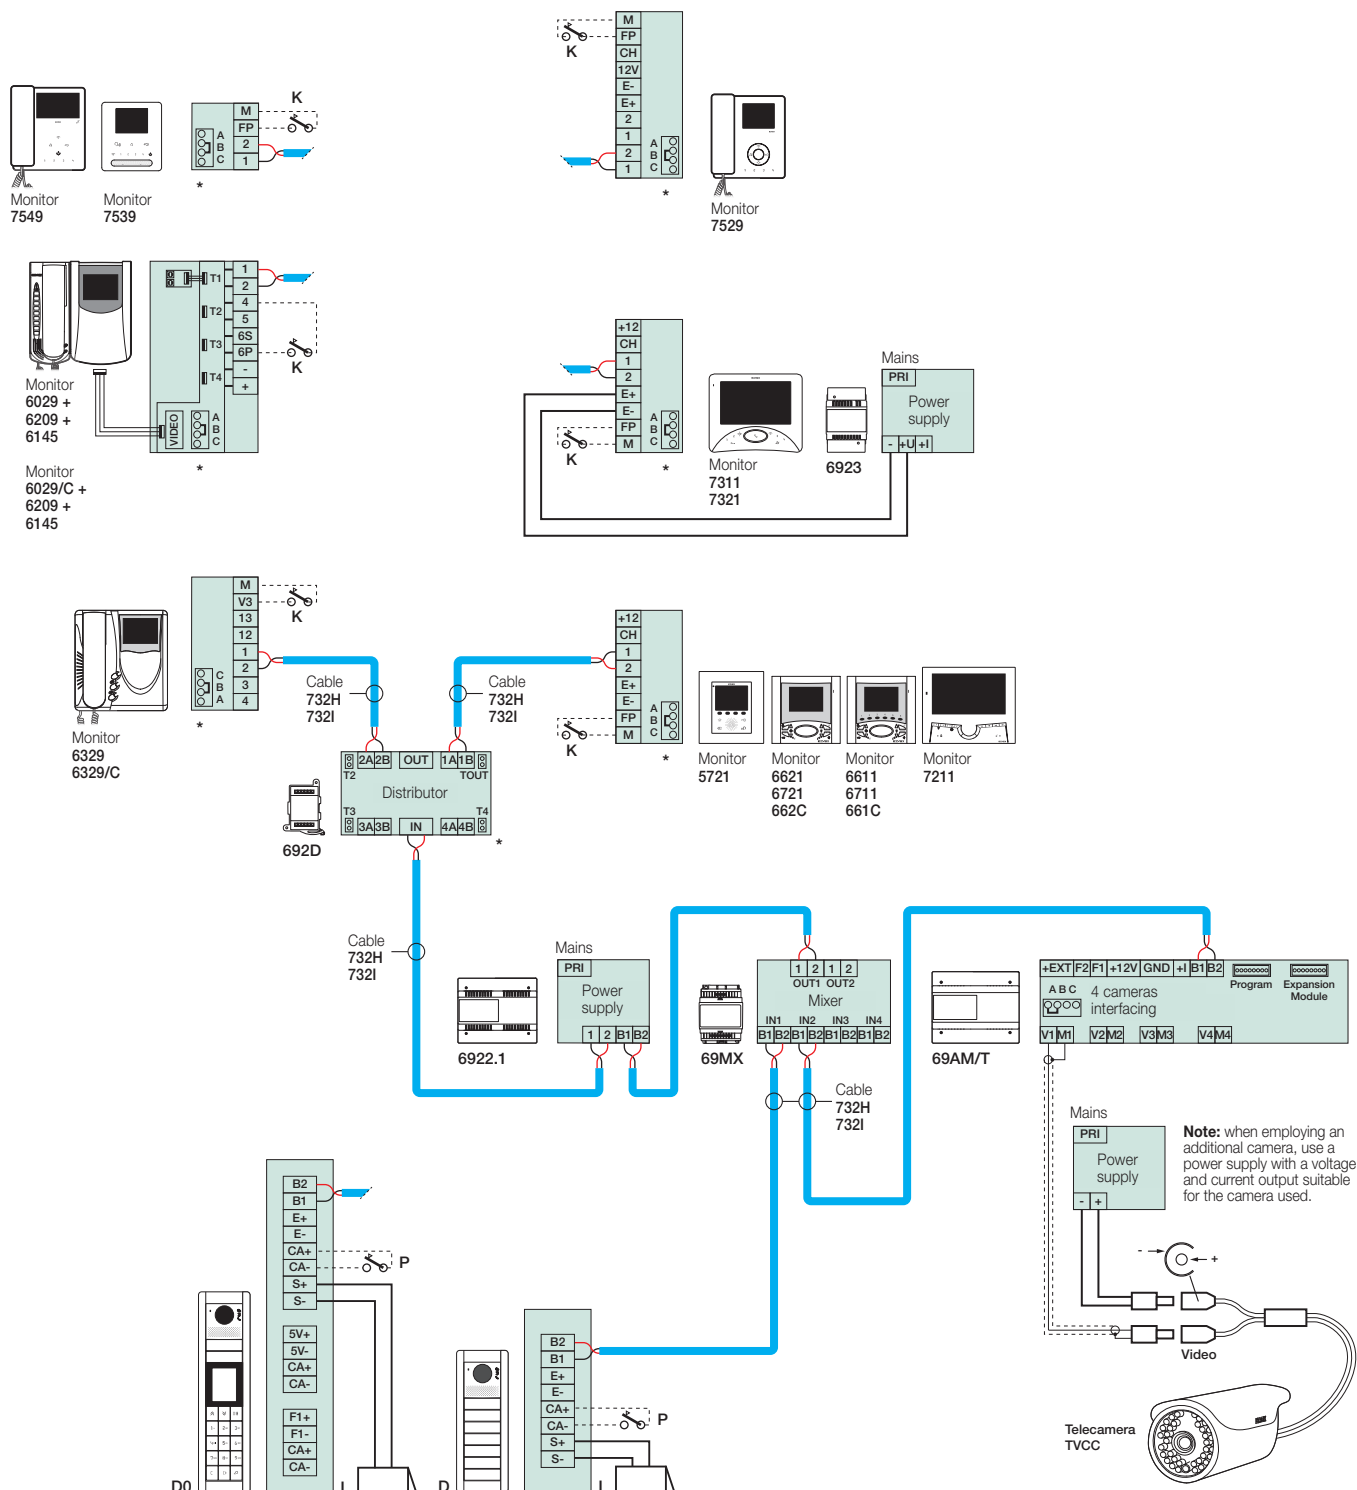 M
FP
CH
12V
E-
E+
2
1
2
1
A
B
C
*
K
Monitor
7529
K
M
FP
2
1
A
B
C
*
Monitor
7549
Monitor
7539
1
2
4
5
6S
6P
-
+
T1
T2
T3
T4
VIDEO
A
B
C
*
K
Monitor
6029 +
6209 +
6145
Monitor
6029/C +
6209 +
6145
+12
CH
1
2
E+
E-
FP
M
A
B
C
*
K
Monitor
7311
7321
6923
Mains
PRI
Power
supply
- +U +I
M
V3
13
12
1
2
3
4
C
B
A
*
K
Monitor
6329
6329/C
Cable
732H
732I
Cable
732H
732I
+12
CH
1
2
E+
E-
FP
M
A
B
C
*
K
Monitor
5721
Monitor
6621
6721
662C
Monitor
6611
6711
661C
Monitor
7211
2A 2B OUT 1A 1B
T2 TOUT
Distributor
T3 T4
3A 3B IN 4A 4B
*
692D
Cable
732H
732I
6922.1
Mains
PRI
Power
supply
1 2 B1 B2
69MX
1 2 1 2
OUT1 OUT2
Mixer
IN1 IN2 IN3 IN4
B1 B2 B1 B2 B1 B2 B1 B2
Cable
732H
732I
69AM/T
+EXT F2 F1 +12V GND +I B1 B2
A B C
4 cameras
interfacing
Program
Expansion
Module
V1 M1 V2 M2 V3 M3 V4 M4
Mains
PRI
Power
supply
- +
Note: when employing an
additional camera, use a
power supply with a voltage
and current output suitable
for the camera used.
- +
Video
Telecamera
TVCC
B2
B1
E+
E-
CA+
CA-
S+
S-
5V+
5V-
CA+
CA-
F1+
F1-
CA+
CA-
P
D0
L
B2
B1
E+
E-
CA+
CA-
S+
S-
P
D
L